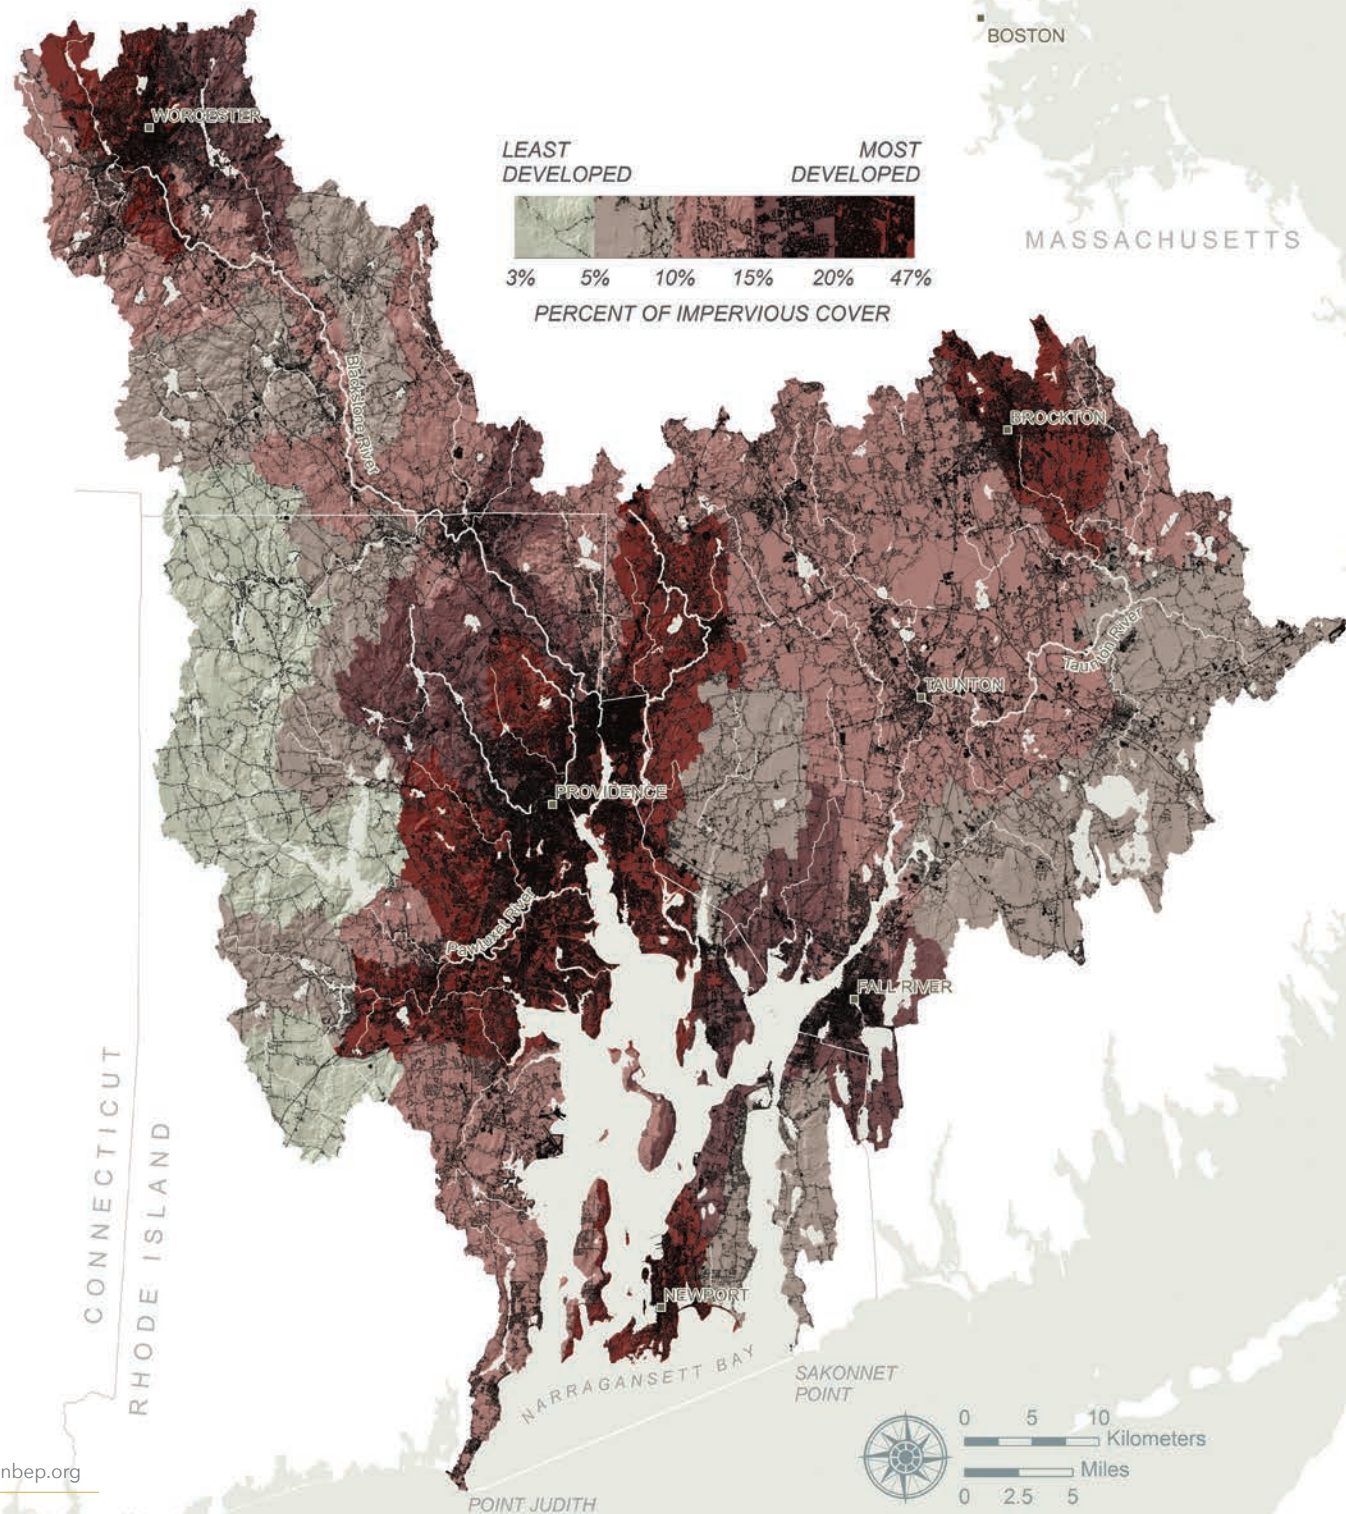 BOSTON
WORCESTER
LEAST
DEVELOPED
MOST
DEVELOPED
3% 5% 10% 15% 20% 47%
PERCENT OF IMPERVIOUS COVER
MASSACHUSETTS
Blackstone River
BROCKTON
Taunton River
TAUNTON
PROVIDENCE
Pawtuxet River
FALL RIVER
CONNECTICUT
RHODE ISLAND
NEWPORT
NARRAGANSETT BAY
SAKONNET
POINT
0 5 10
Kilometers
Miles
0 2.5 5
nbep.org
POINT JUDITH